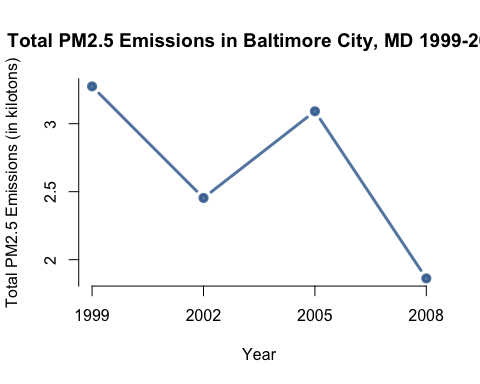 Total PM2.5 Emissions in Baltimore City, MD 1999-20
Total PM2.5 Emissions (in kilotons)
3
2.5
2
1999 2002 2005 2008
Year